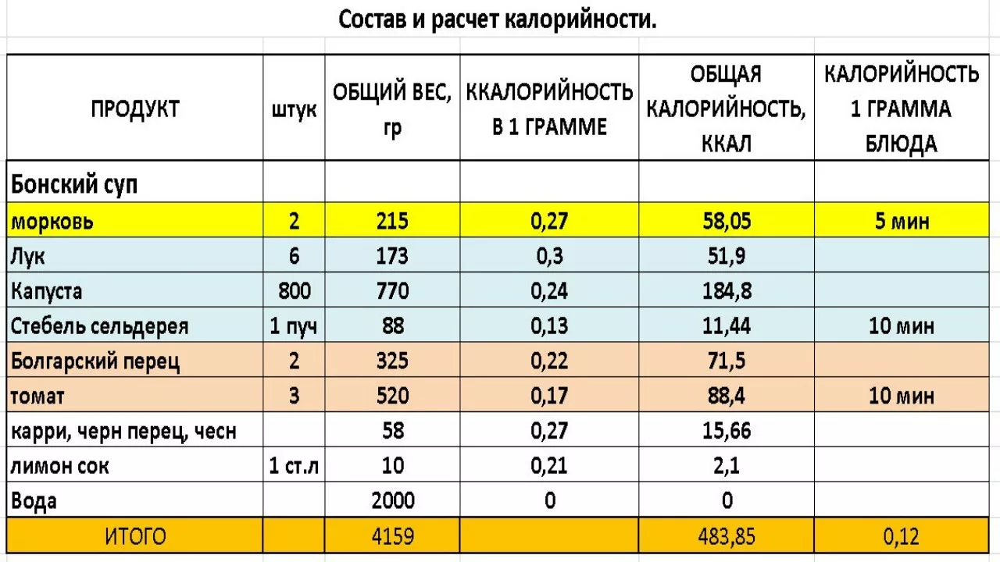 Состав и расчет калорийности.
ПРОДУКТ штук ОБЩИЙ ВЕС, гр ККАЛОРИЙНОСТЬ В 1 ГРАММЕ ОБЩАЯ КАЛОРИЙНОСТЬ, ККАЛ КАЛОРИЙНОСТЬ 1 ГРАММА БЛЮДА
Бонский суп
морковь 2 215 0,27 58,05 5 мин
Лук 6 173 0,3 51,9
Капуста 800 770 0,24 184,8
Стебель сельдерея 1 пуч 88 0,13 11,44 10 мин
Болгарский перец 2 325 0,22 71,5
томат 3 520 0,17 88,4 10 мин
карри, черн перец, чесн 58 0,27 15,66
лимон сок 1 ст.л 10 0,21 2,1
Вода 2000 0 0
ИТОГО 4159 483,85 0,12